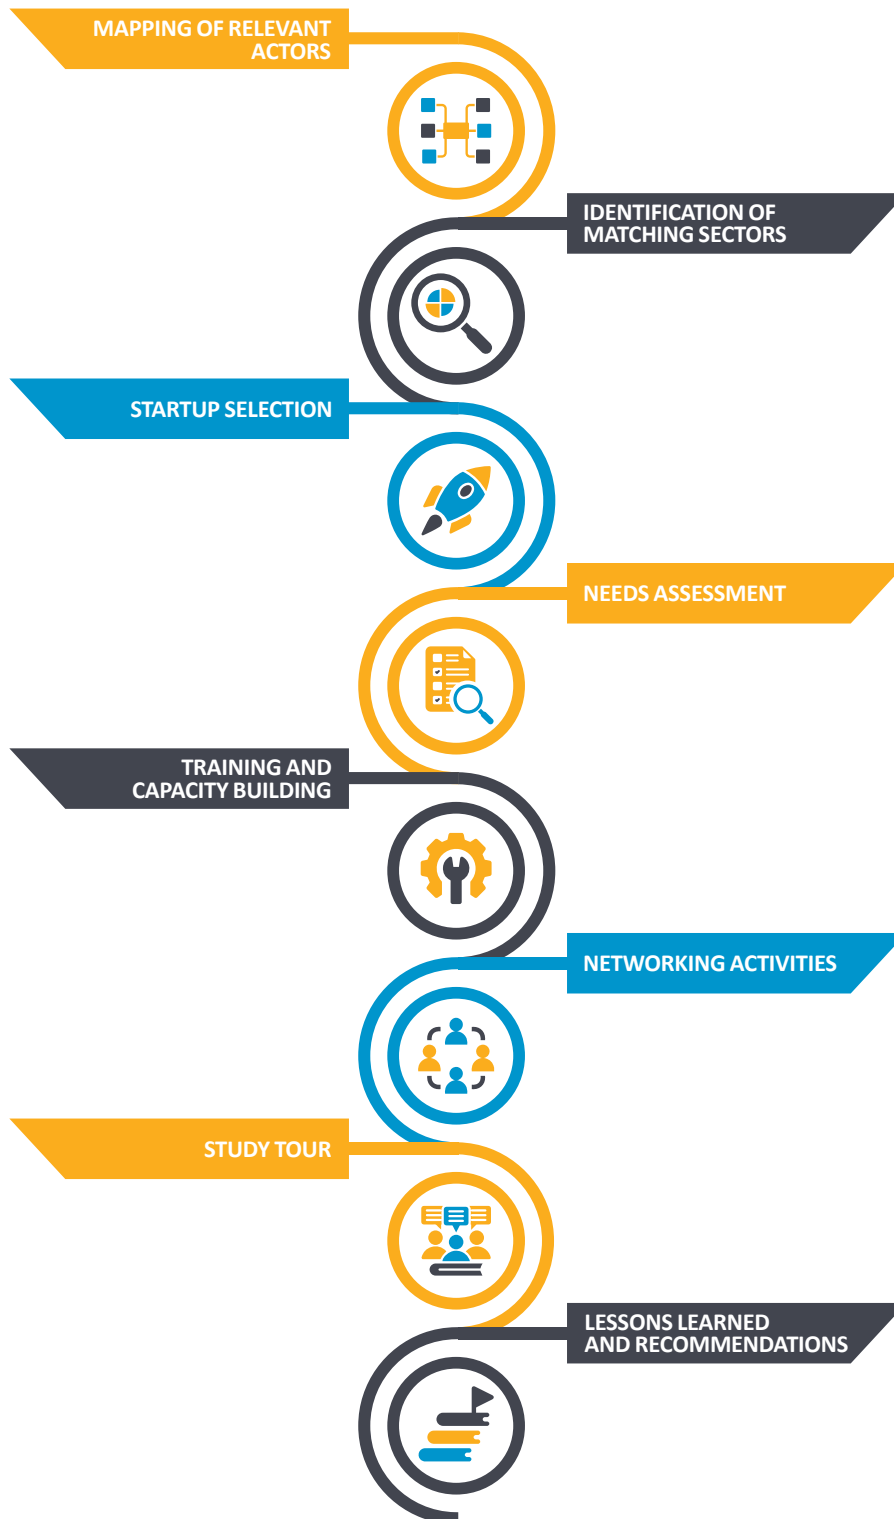 MAPPING OF RELEVANT
ACTORS
IDENTIFICATION OF
MATCHING SECTORS
STARTUP SELECTION
NEEDS ASSESSMENT
TRAINING AND
CAPACITY BUILDING
NETWORKING ACTIVITIES
STUDY TOUR
LESSONS LEARNED
AND RECOMMENDATIONS